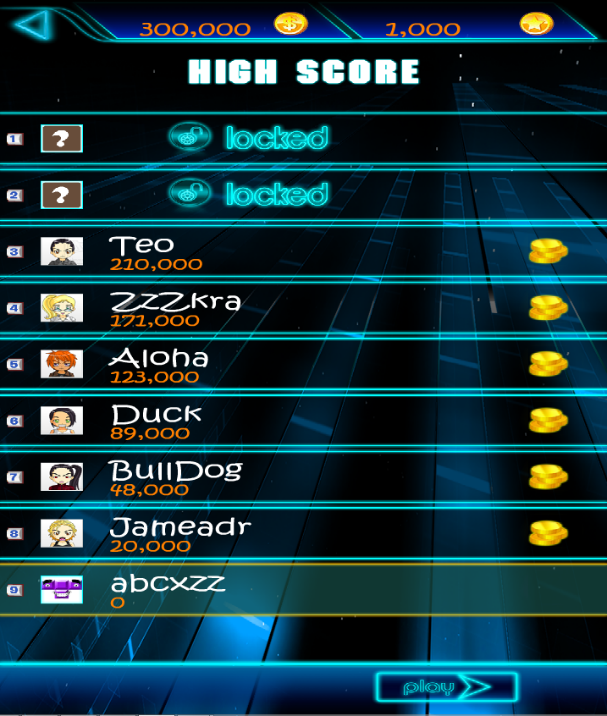 300,000
1,000
HIGH SCORE
1
? locked
2
? locked
3
Teo
210,000
4
ZzZkra
171,000
5
Aloha
123,000
6
Duck
89,000
7
BullDog
48,000
8
Jameadr
20,000
9
abcxzz
0
play